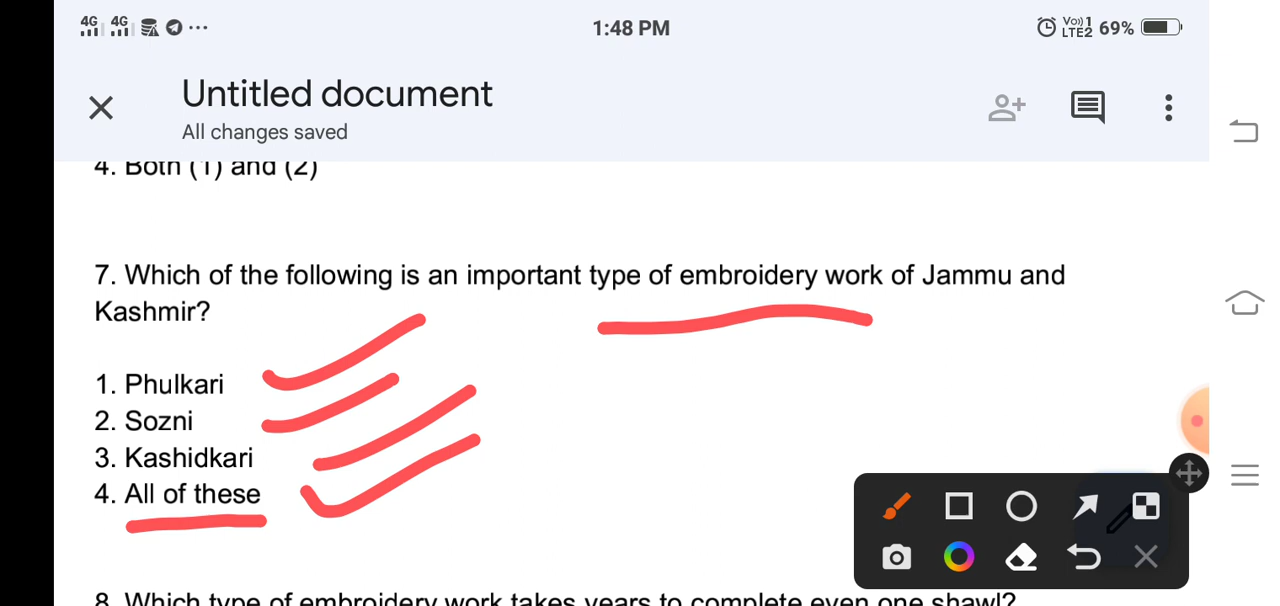 4G 4G 1:48 PM Vo)) 1 LTE2 69%
Untitled document
All changes saved
4. Both (1) and (2)
7. Which of the following is an important type of embroidery work of Jammu and
Kashmir?
1. Phulkari
2. Sozni
3. Kashidkari
4. All of these
8. Which type of embroidery work takes years to complete even one shawl?